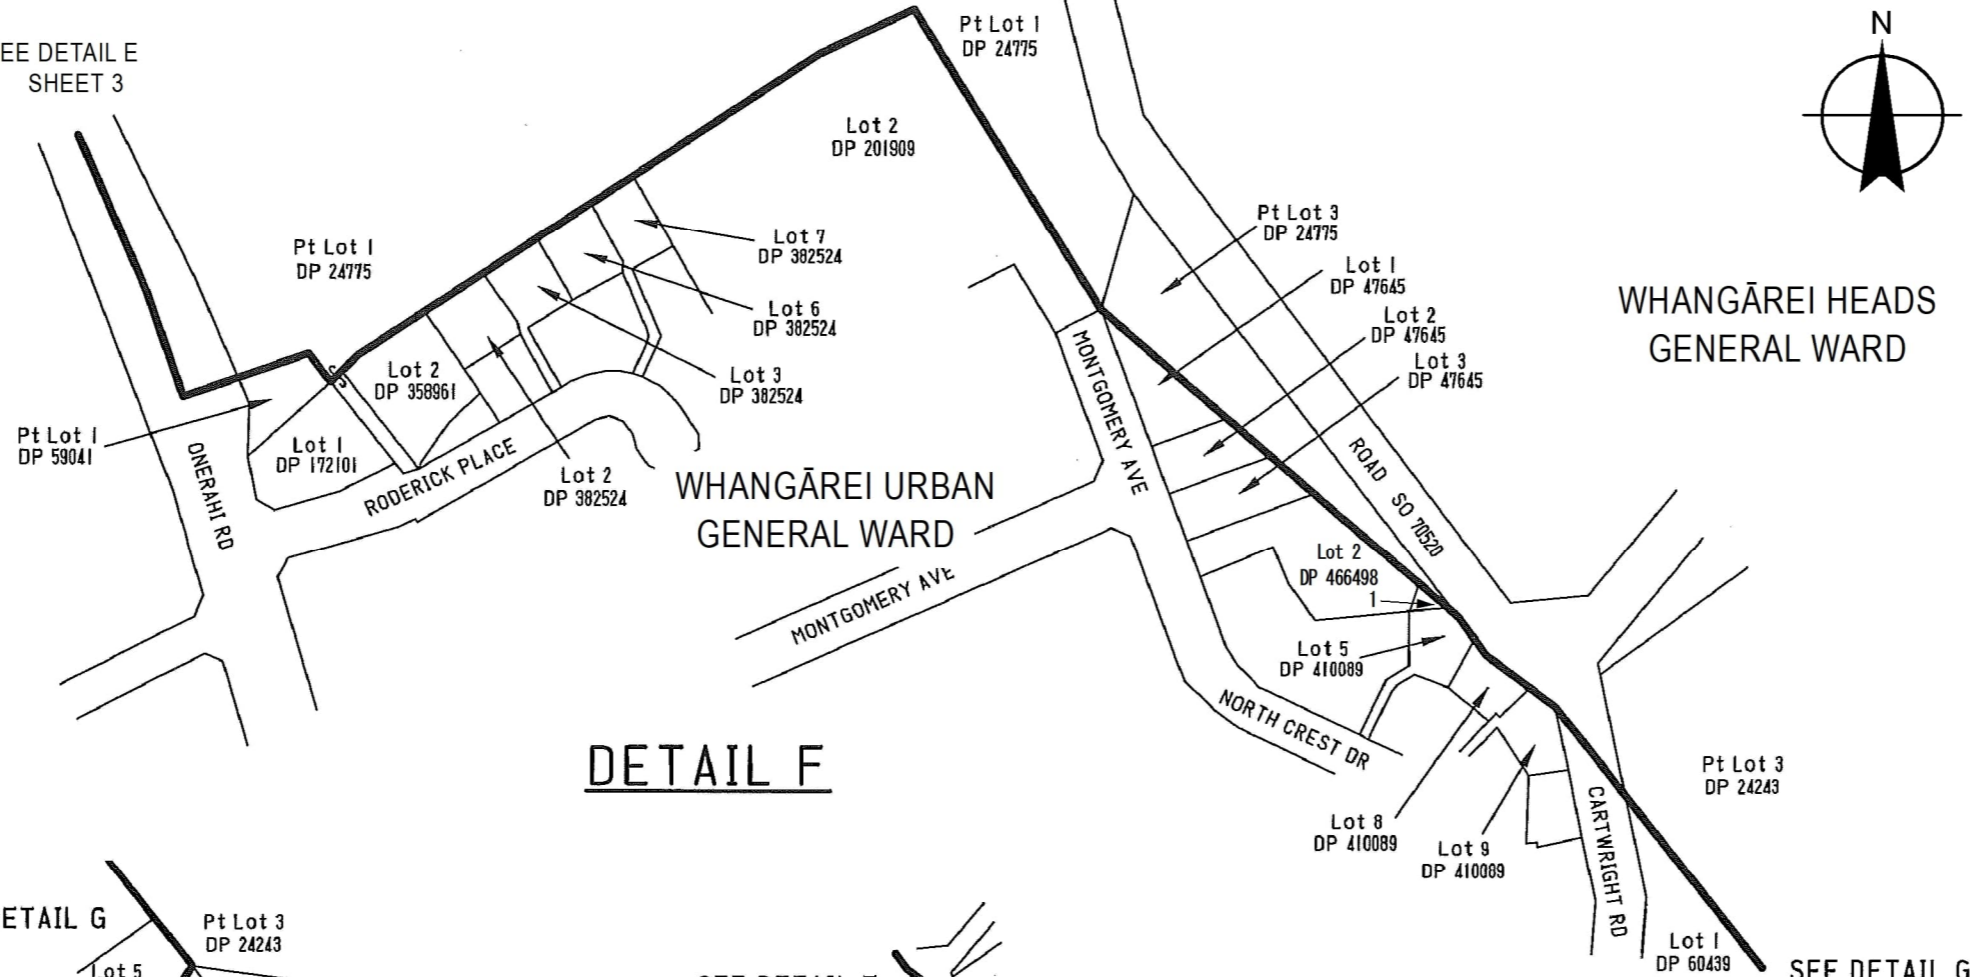 EE DETAIL E
SHEET 3
Pt Lot 1
DP 24775
N
Lot 2
DP 201909
Pt Lot 1
DP 24775
Lot 7
DP 382524
Lot 6
DP 382524
Lot 3
DP 382524
Pt Lot 3
DP 24775
Lot 1
DP 47645
Lot 2
DP 47645
Lot 3
DP 47645
WHANGĀREI HEADS
GENERAL WARD
Lot 2
DP 358961
Pt Lot 1
DP 59041
Lot 1
DP 172101
ONERAHI RD
RODERICK PLACE
Lot 2
DP 382524
WHANGĀREI URBAN
GENERAL WARD
MONTGOMERY AVE
MONTGOMERY AVE
ROAD SO 70520
Lot 2
DP 466498
1
Lot 5
DP 410089
NORTH CREST DR
DETAIL F
Lot 8
DP 410089
Lot 9
DP 410089
CARTWRIGHT RD
Pt Lot 3
DP 24243
Lot 1
DP 60439
SEE DETAIL G
ETAIL G
Pt Lot 3
DP 24243
Lot 5